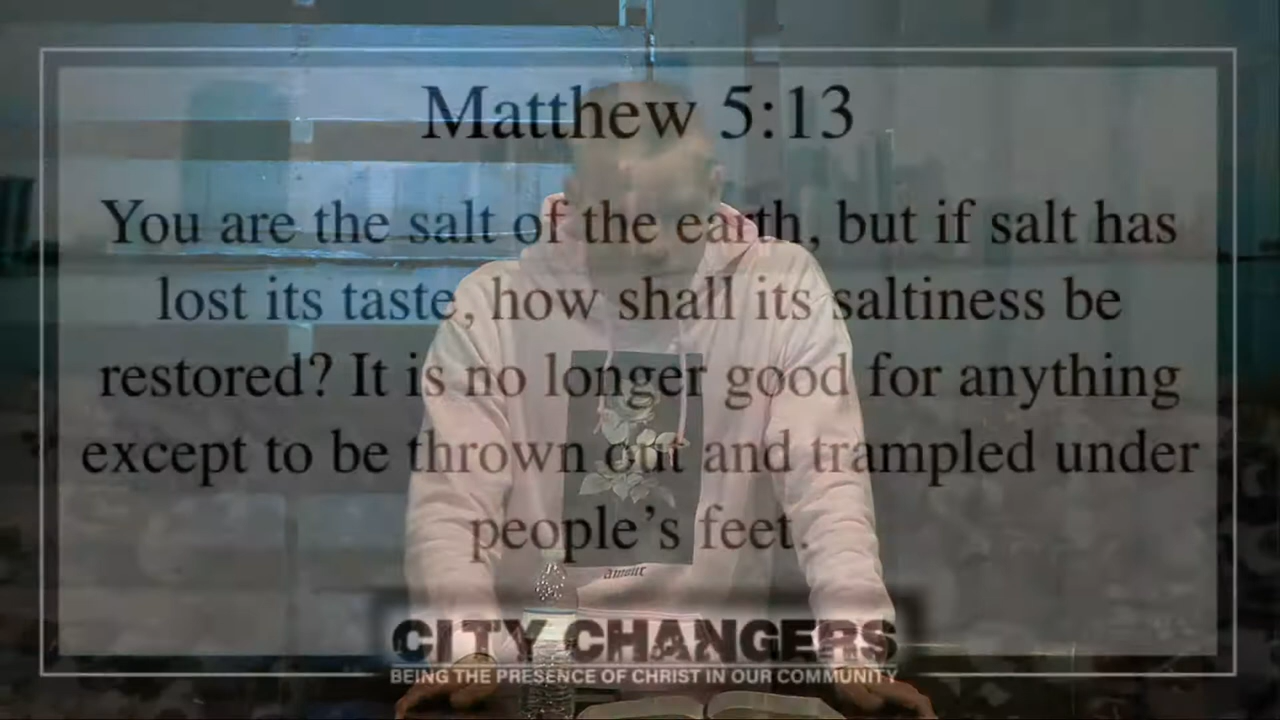 Matthew 5:13
You are the salt of the earth, but if salt has
lost its taste, how shall its saltiness be
restored? It is no longer good for anything
except to be thrown out and trampled under
people's feet.
amour
CITY CHANGERS
BEING THE PRESENCE OF CHRIST IN OUR COMMUNITY